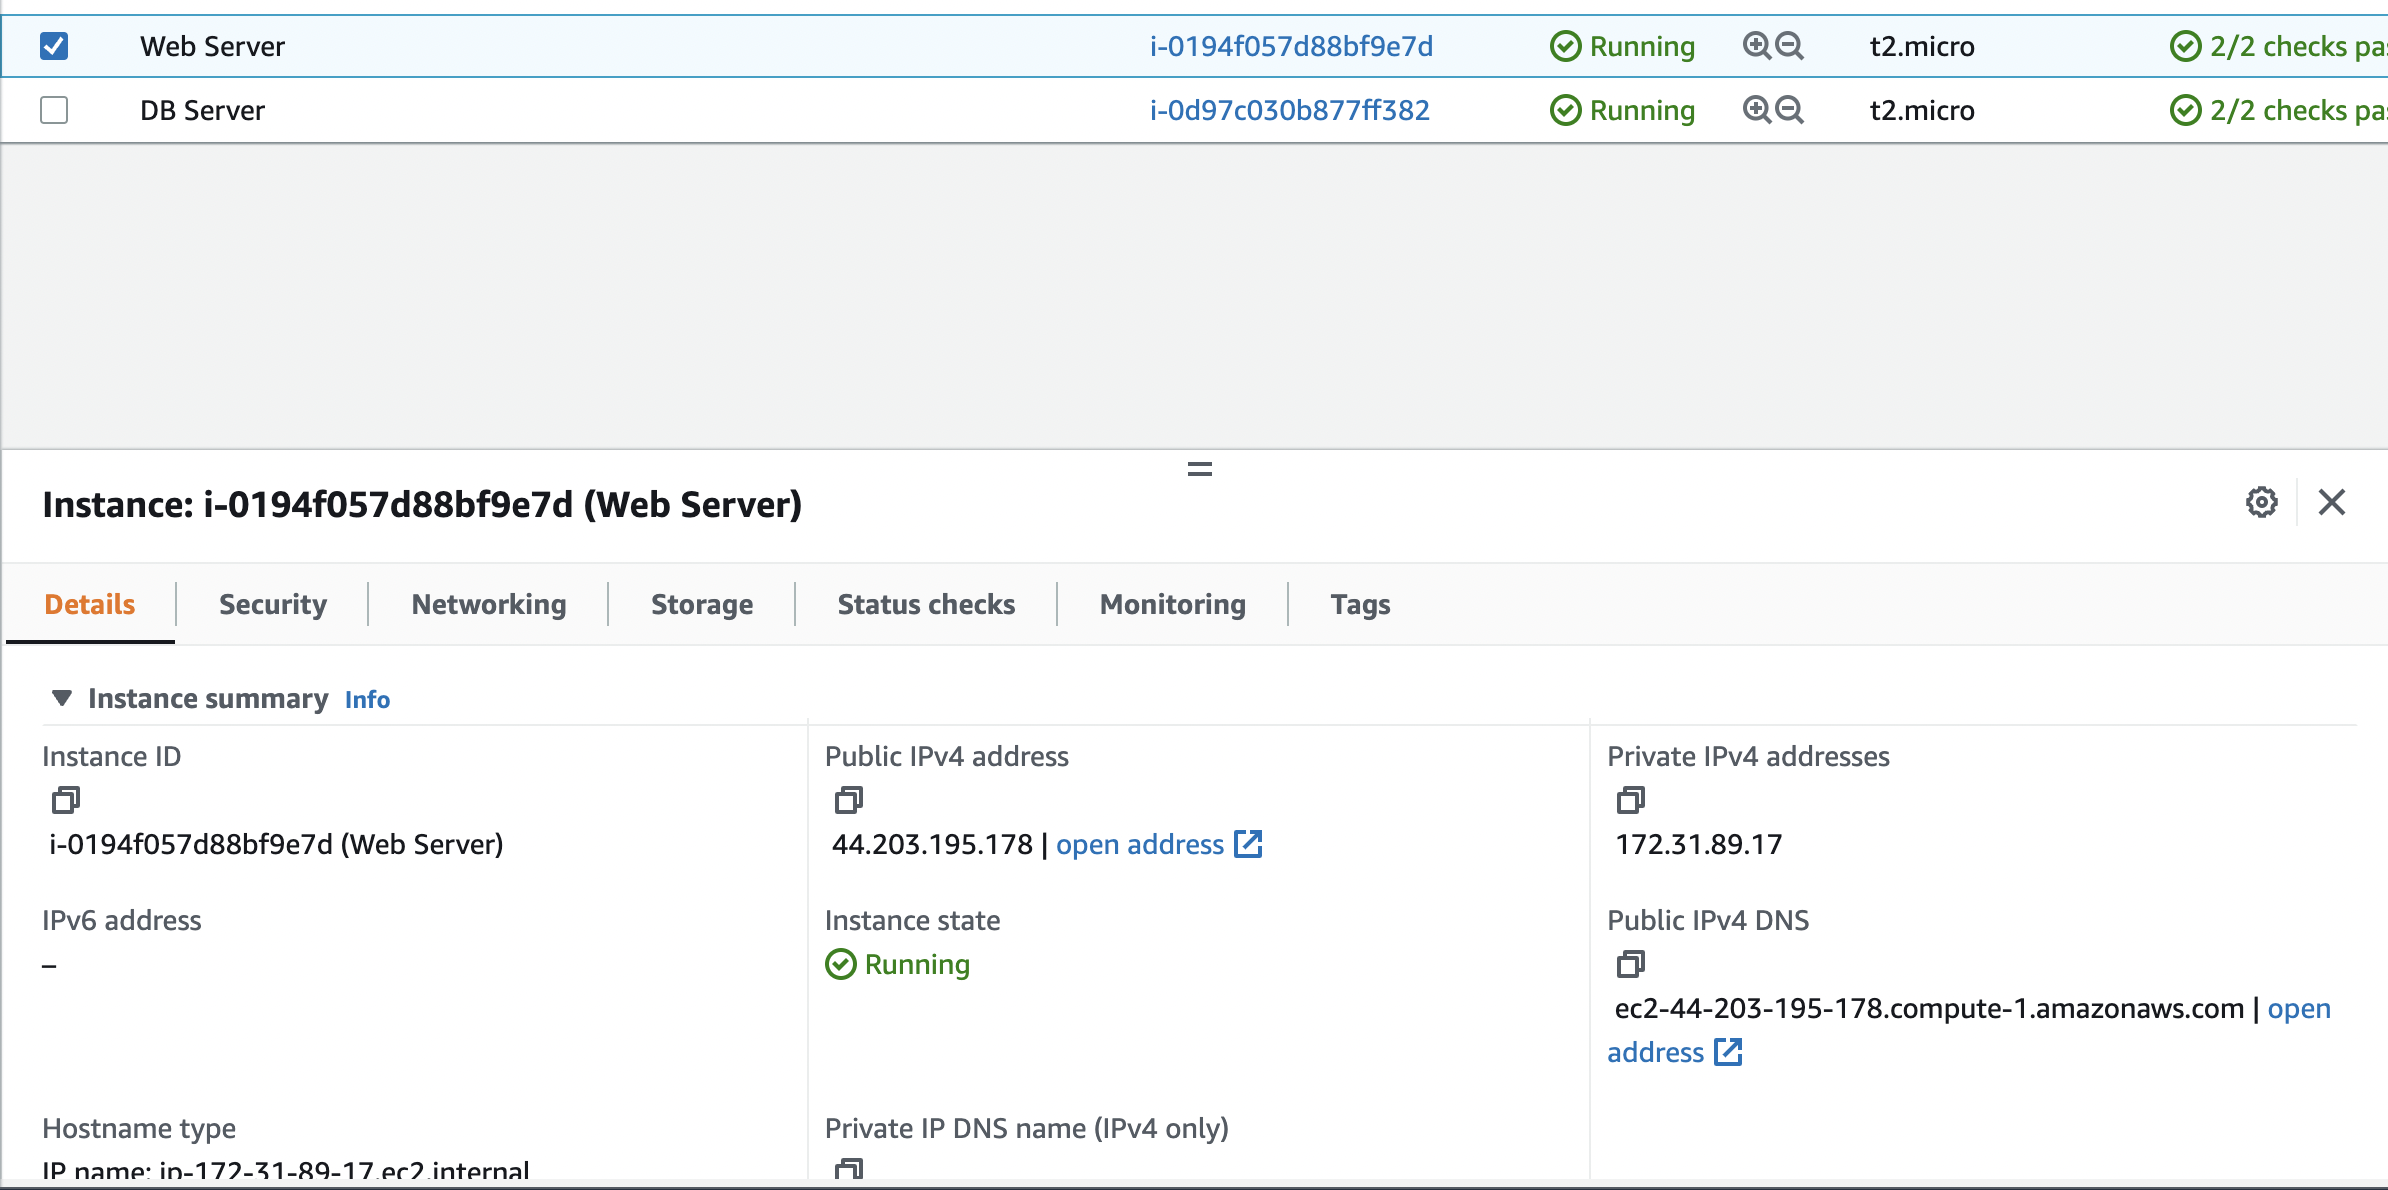 Web Server i-0194f057d88bf9e7d Running t2.micro 2/2 checks pa
DB Server i-0d97c030b877ff382 Running t2.micro 2/2 checks pa
Instance: i-0194f057d88bf9e7d (Web Server)
Details Security Networking Storage Status checks Monitoring Tags
Instance summary Info
Instance ID
i-0194f057d88bf9e7d (Web Server)
Public IPv4 address
44.203.195.178 | open address
Private IPv4 addresses
172.31.89.17
IPv6 address
–
Instance state
Running
Public IPv4 DNS
ec2-44-203-195-178.compute-1.amazonaws.com | open
address
Hostname type
IP name: ip-172-31-89-17.ec2.internal
Private IP DNS name (IPv4 only)